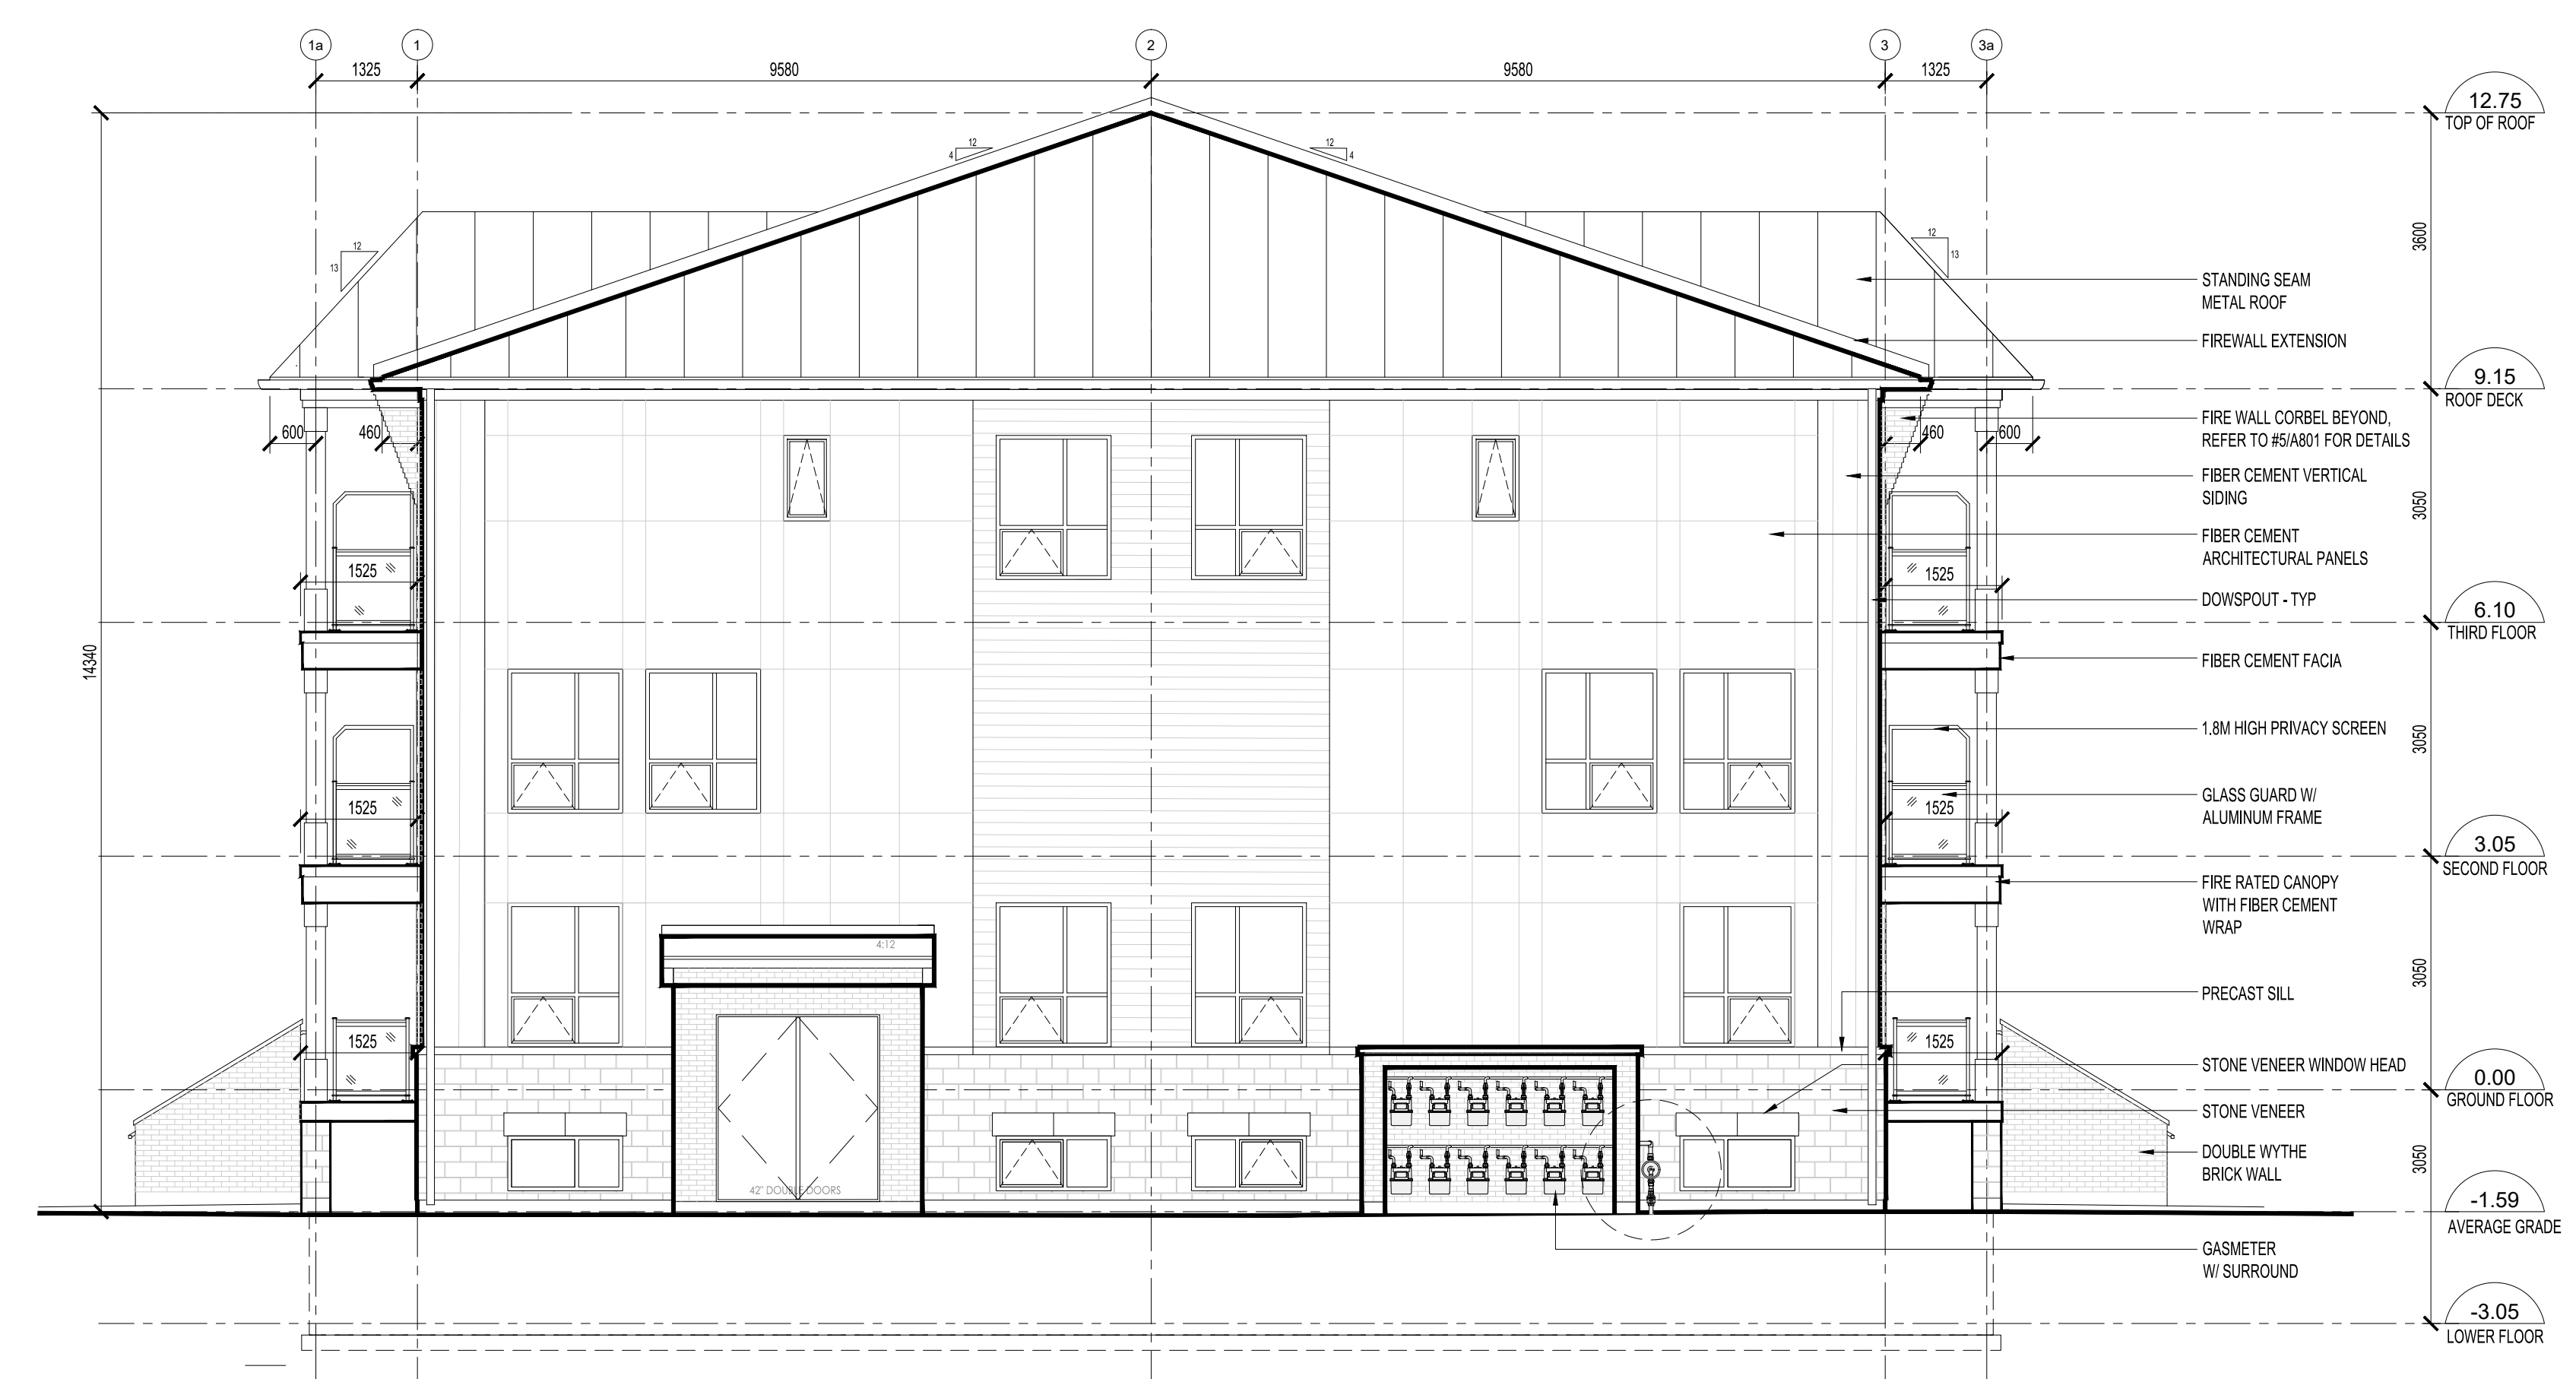 1a 1 2 3 3a
1325 9580 9580 1325
12.75
TOP OF ROOF
12 12
4 4
3600
12 12
13 13
STANDING SEAM
METAL ROOF
FIREWALL EXTENSION
9.15
ROOF DECK
600 460 460 600
FIRE WALL CORBEL BEYOND,
REFER TO #5/A801 FOR DETAILS
FIBER CEMENT VERTICAL
SIDING
3050
FIBER CEMENT
ARCHITECTURAL PANELS
1525 1525
DOWSPOUT - TYP
6.10
THIRD FLOOR
14340
FIBER CEMENT FACIA
1.8M HIGH PRIVACY SCREEN
3050
GLASS GUARD W/
ALUMINUM FRAME
1525 1525
3.05
SECOND FLOOR
FIRE RATED CANOPY
WITH FIBER CEMENT
WRAP
4:12
3050
PRECAST SILL
1525 1525
STONE VENEER WINDOW HEAD
0.00
GROUND FLOOR
STONE VENEER
DOUBLE WYTHE
BRICK WALL
3050
42" DOUBLE DOORS
-1.59
AVERAGE GRADE
GASMETER
W/ SURROUND
-3.05
LOWER FLOOR